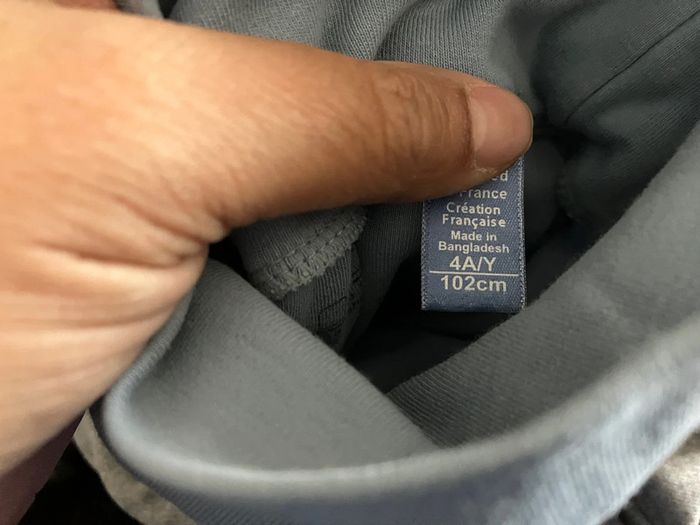 France
Création
Française
Made in
Bangladesh
4A/Y
102cm